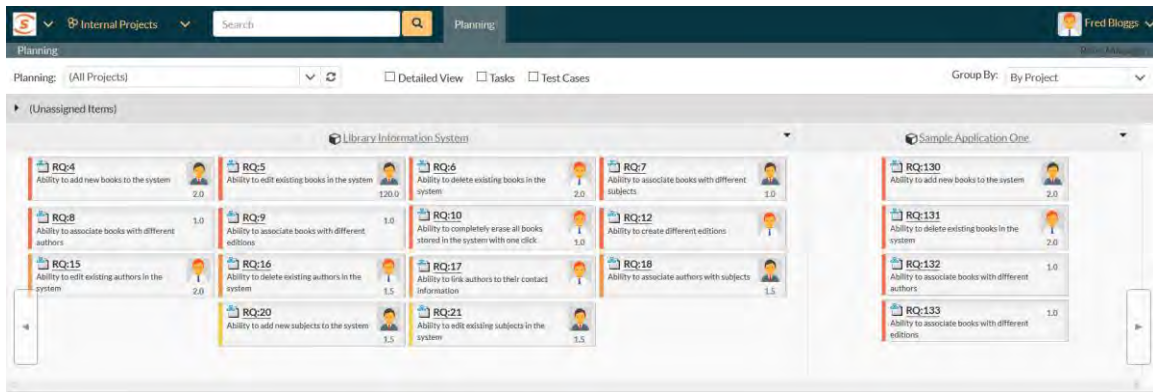 Internal Projects
Search
Planning
Fred Bloggs
Planning
Planning: (All Projects)
Detailed View
Tasks
Test Cases
Group By: By Project
(Unassigned Items)
Library Information System
Sample Application One
RQ:4
Ability to add new books to the system
2.0
RQ:5
Ability to edit existing books in the system
120.0
RQ:6
Ability to delete existing books in the
system
2.0
RQ:7
Ability to associate books with different
subjects
1.0
RQ:130
Ability to add new books to the system
2.0
RQ:8
1.0
Ability to associate books with different
authors
RQ:9
1.0
Ability to associate books with different
editions
RQ:10
Ability to completely erase all books
stored in the system with one click
1.0
RQ:12
Ability to create different editions
RQ:131
Ability to delete existing books in the
system
2.0
RQ:15
Ability to edit existing authors in the
system
2.0
RQ:16
Ability to delete existing authors in the
system
1.5
RQ:17
Ability to link authors to their contact
information
RQ:18
Ability to associate authors with subjects
1.5
RQ:132
1.0
Ability to associate books with different
authors
RQ:20
Ability to add new subjects to the system
1.5
RQ:21
Ability to edit existing subjects in the
system
1.5
RQ:133
1.0
Ability to associate books with different
editions